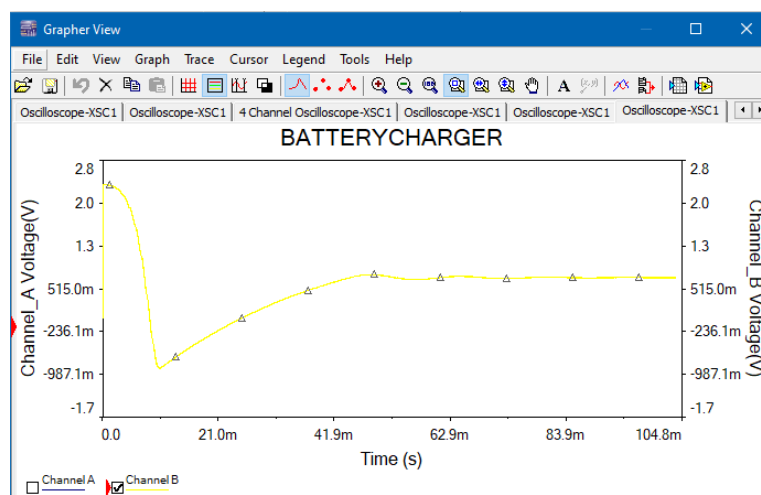 Grapher View
File Edit View Graph Trace Cursor Legend Tools Help
Oscilloscope-XSC1 Oscilloscope-XSC1 4 Channel Oscilloscope-XSC1 Oscilloscope-XSC1 Oscilloscope-XSC1 Oscilloscope-XSC1
BATTERYCHARGER
Channel_A Voltage(V)
2.8
2.0
1.3
515.0m
-236.1m
-987.1m
-1.7
2.8
2.0
1.3
515.0m
-236.1m
-987.1m
-1.7
Channel_B Voltage(V)
0.0 21.0m 41.9m 62.9m 83.9m 104.8m
Time (s)
Channel A Channel B